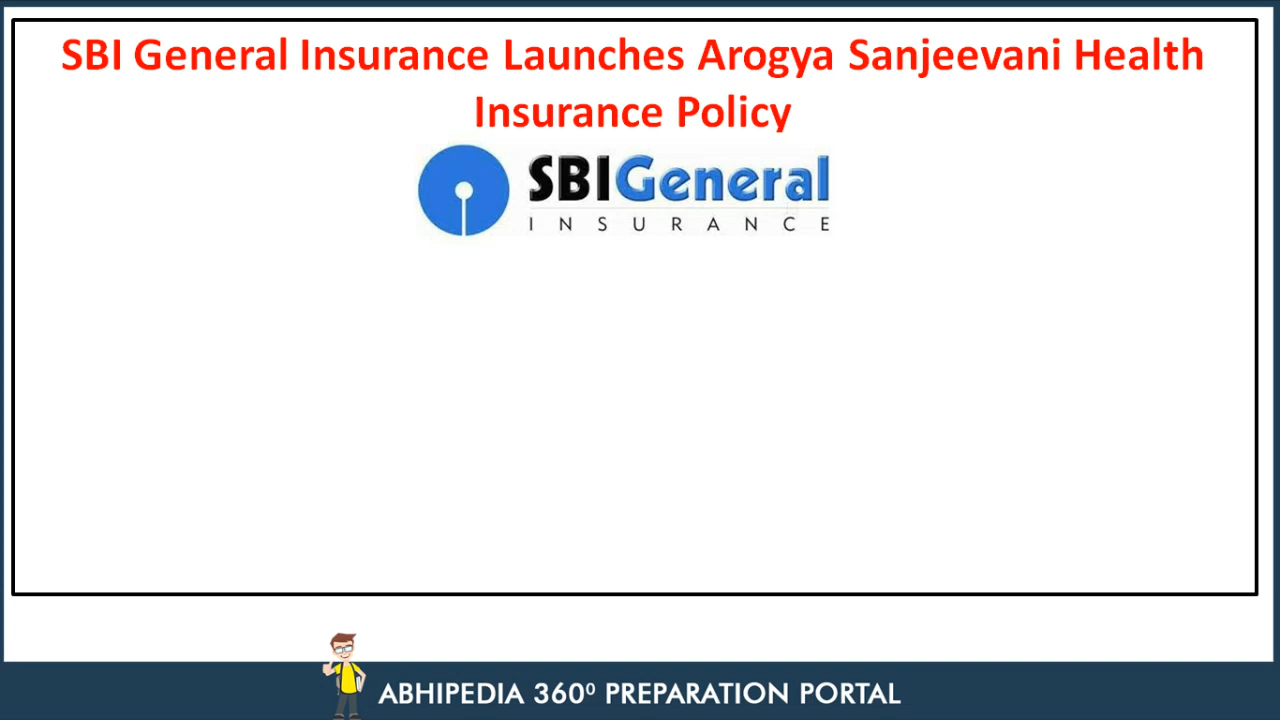 SBI General Insurance Launches Arogya Sanjeevani Health
Insurance Policy
SBIGeneral
INSURANCE
ABHIPEDIA 360⁰ PREPARATION PORTAL